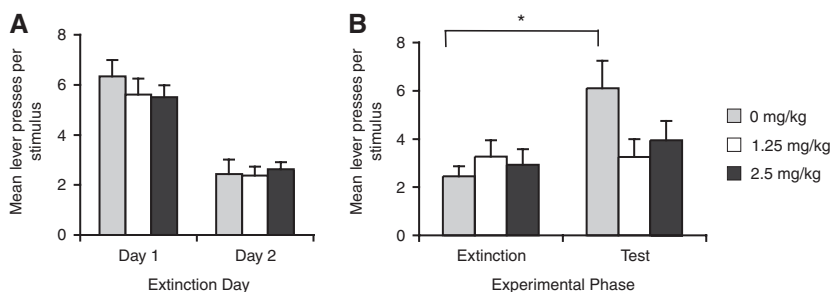 A
Mean lever presses per
stimulus
8
6
4
2
0
Day 1
Day 2
Extinction Day
B
*
Mean lever presses per
stimulus
8
6
4
2
0
Extinction
Test
Experimental Phase
0 mg/kg
1.25 mg/kg
2.5 mg/kg